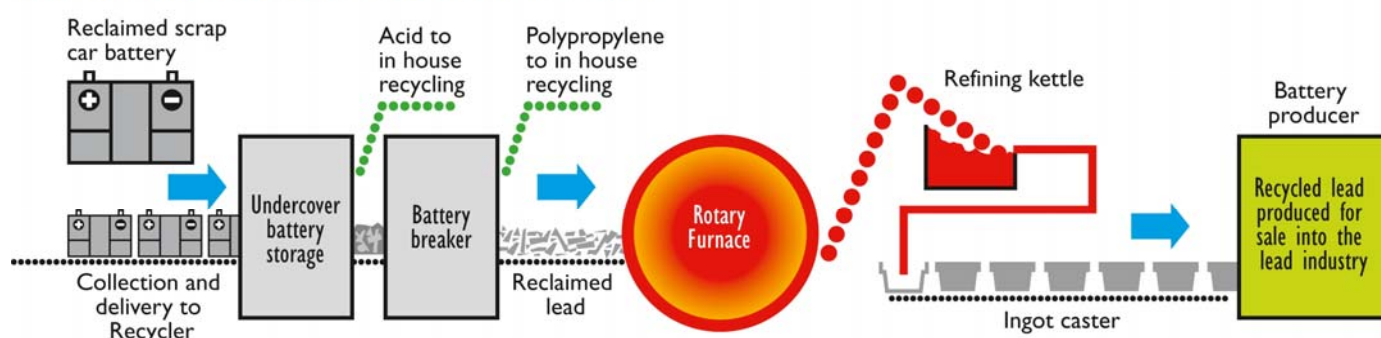 Reclaimed scrap
car battery
Collection and
delivery to
Recycler
Undercover
battery
storage
Acid to
in house
recycling
Battery
breaker
Polypropylene
to in house
recycling
Reclaimed
lead
Rotary
Furnace
Refining kettle
Ingot caster
Battery
producer
Recycled lead
produced for
sale into the
lead industry